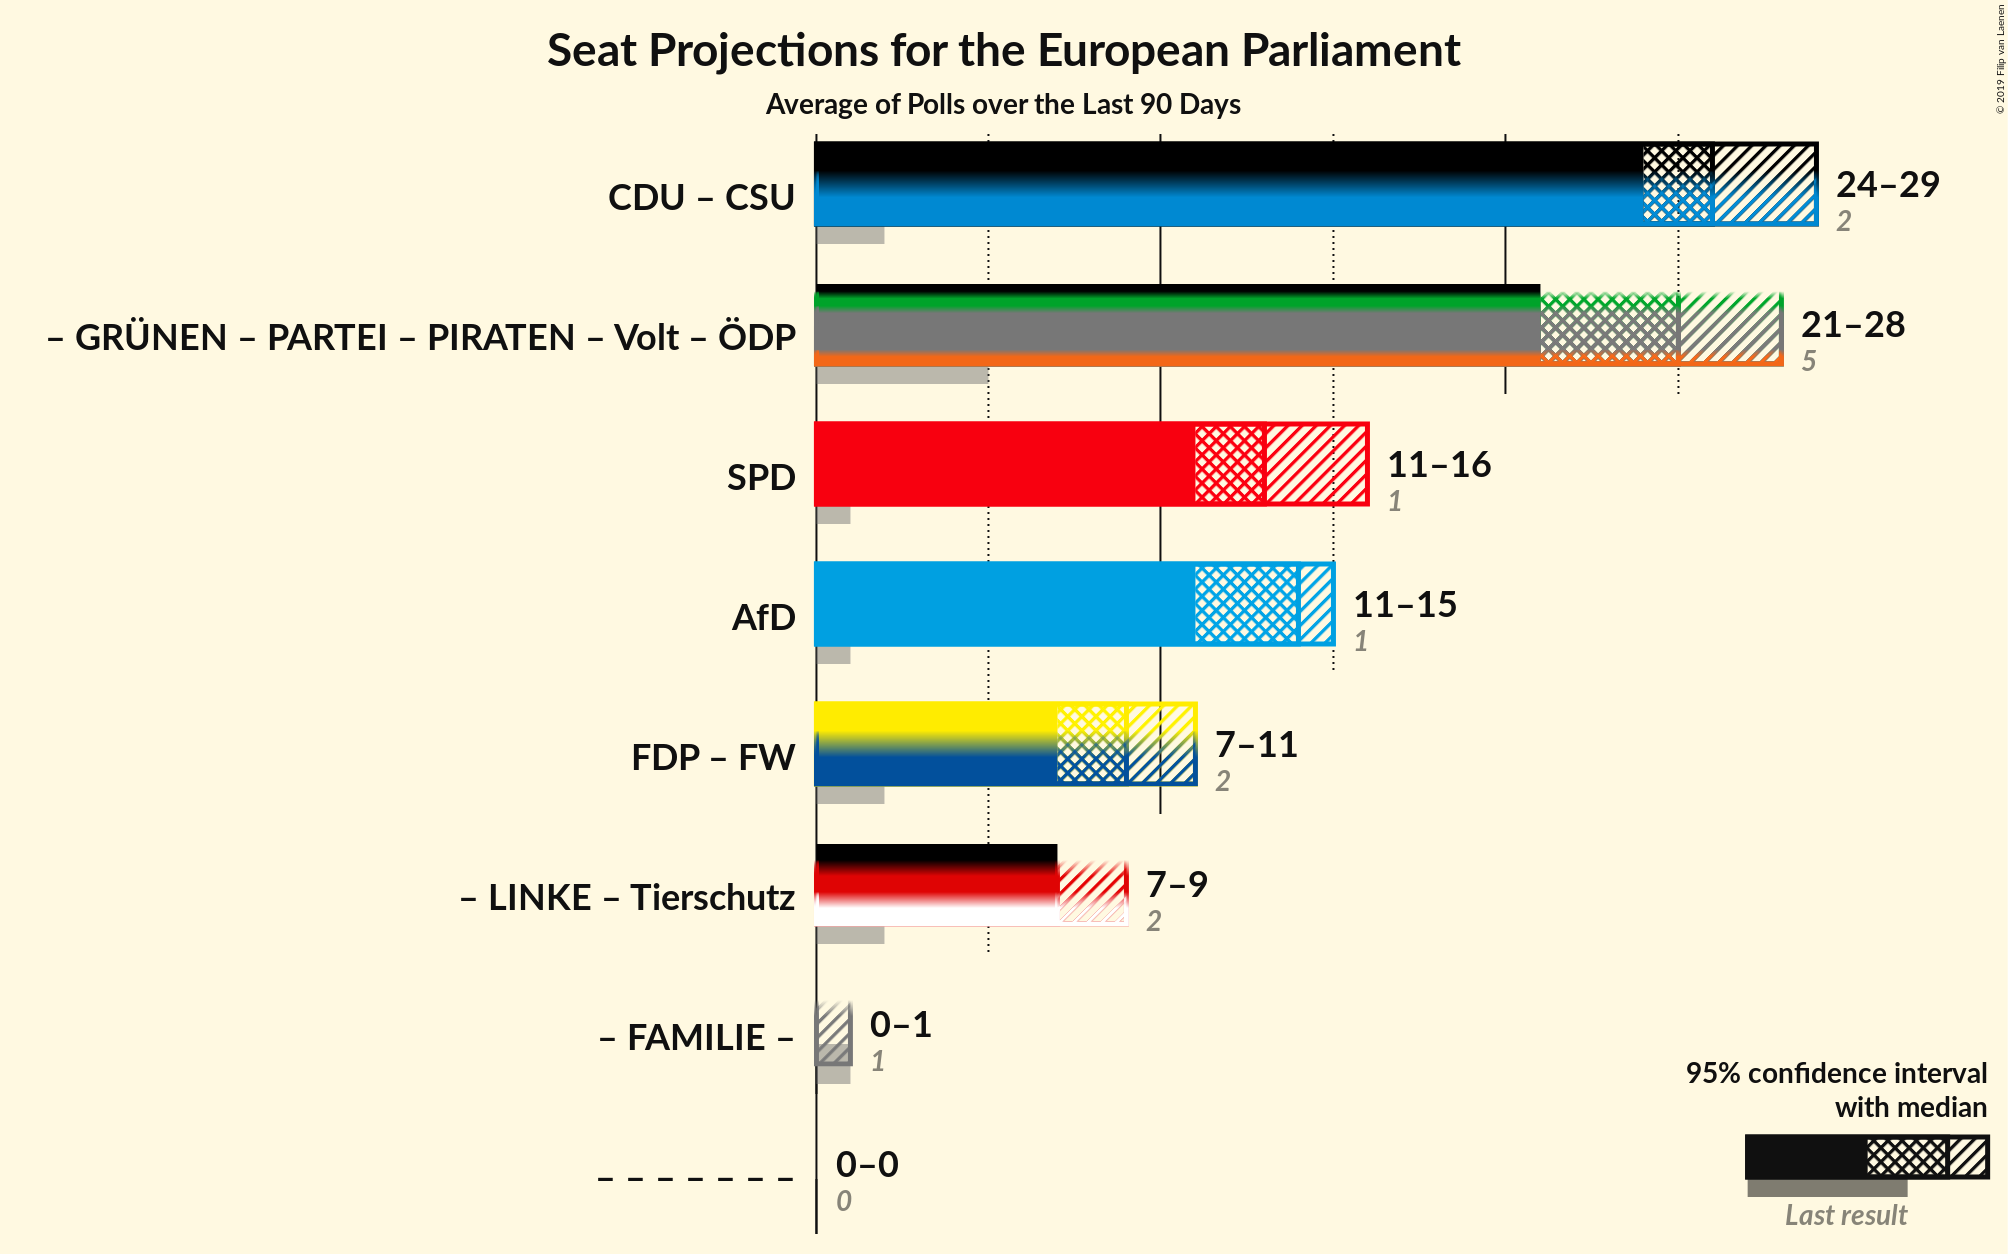 Seat Projections for the European Parliament
Average of Polls over the Last 90 Days
© 2019 Filip van Laenen
CDU – CSU
24–29
2
– GRÜNEN – PARTEI – PIRATEN – Volt – ÖDP
21–28
5
SPD
11–16
1
AfD
11–15
1
FDP – FW
7–11
2
– LINKE – Tierschutz
7–9
2
– FAMILIE –
0–1
1
– – – – – – –
0–0
0
95% confidence interval
with median
Last result